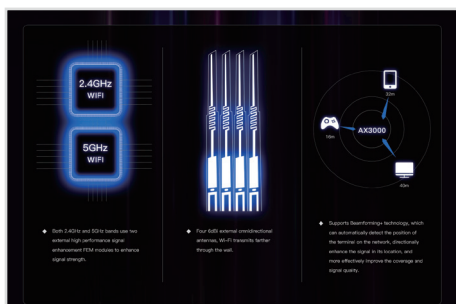 2.4GHz
WIFI
5GHz
WIFI
Both 2.4GHz and 5GHz bands use two
external high performance signal
enhancement FEM modules to enhance
signal strength.
Four 6dBi external omnidirectional
antennas, Wi-Fi transmits farther
through the wall.
32m
AX3000
16m
43m
Supports Beamforming+ technology, which
can automatically detect the position of
the terminal on the network, directionally
enhance the signal in its location, and
more effectively improve the coverage and
signal quality.